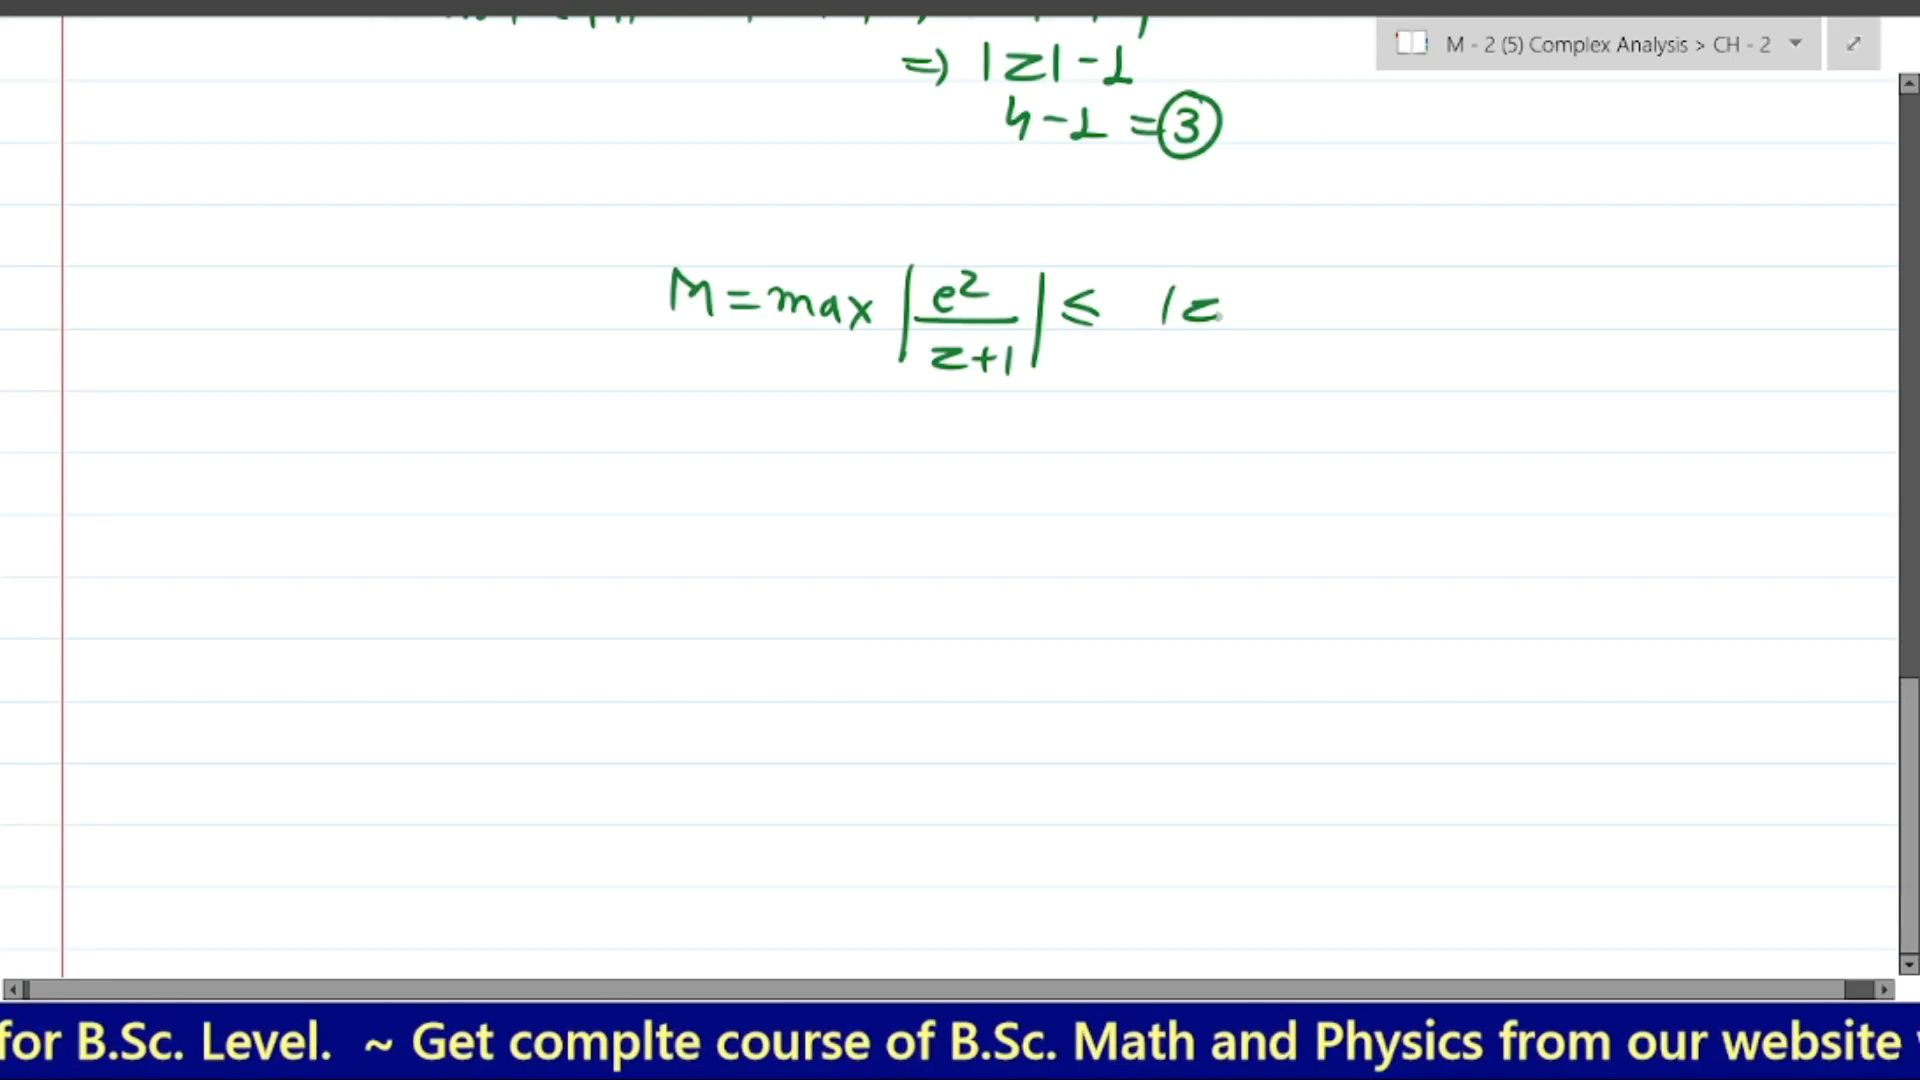 M - 2 (5) Complex Analysis > CH - 2
=> |z| - 1
4 - 1 = 3
M = max | e^2 / z+1 | ≤ |z
for B.Sc. Level. ~ Get complte course of B.Sc. Math and Physics from our website